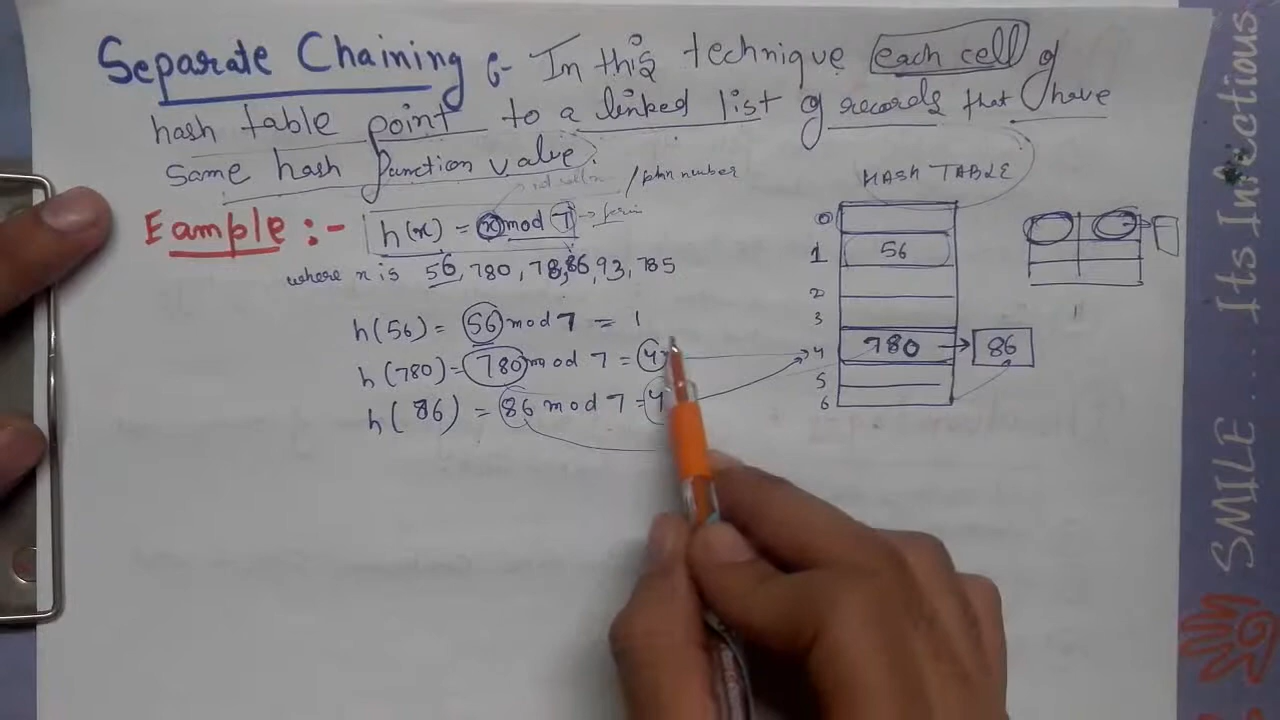 Separate Chaining :- In this technique each cell of
hash table point to a linked list of records that have
same hash function value.
/phn number
HASH TABLE
Eample :- h(x) = x mod 7
where x is 56, 780, 78, 86, 93, 785
h(56) = 56 mod 7 = 1
h(780) = 780 mod 7 = 4
h(86) = 86 mod 7 = 4
0
1 56
2
3
4 780 → 86
5
6
SMILE... Its Infectious